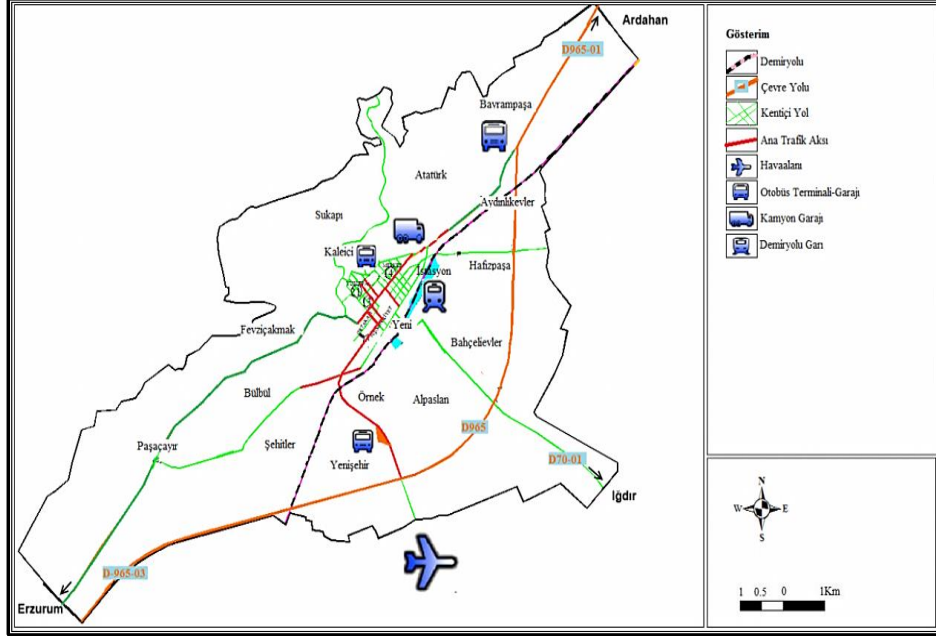 Ardahan
D965-01
Bavrampaşa
Atatürk
Aydınlıkevler
Sukapı
Kaleiçi
Hafızpaşa
İstasyon
Yeni
Fevziçakmak
Bahçelievler
Bülbül
Örnek
Alpaslan
D965
Şehitler
Paşaçayır
Yenişehir
D70-01
Iğdır
D-965-03
Erzurum
Gösterim
Demiryolu
Çevre Yolu
Kentiçi Yol
Ana Trafik Aksı
Havaalanı
Otobüs Terminali-Garajı
Kamyon Garajı
Demiryolu Garı
N
W E
S
1 0.5 0 1Km